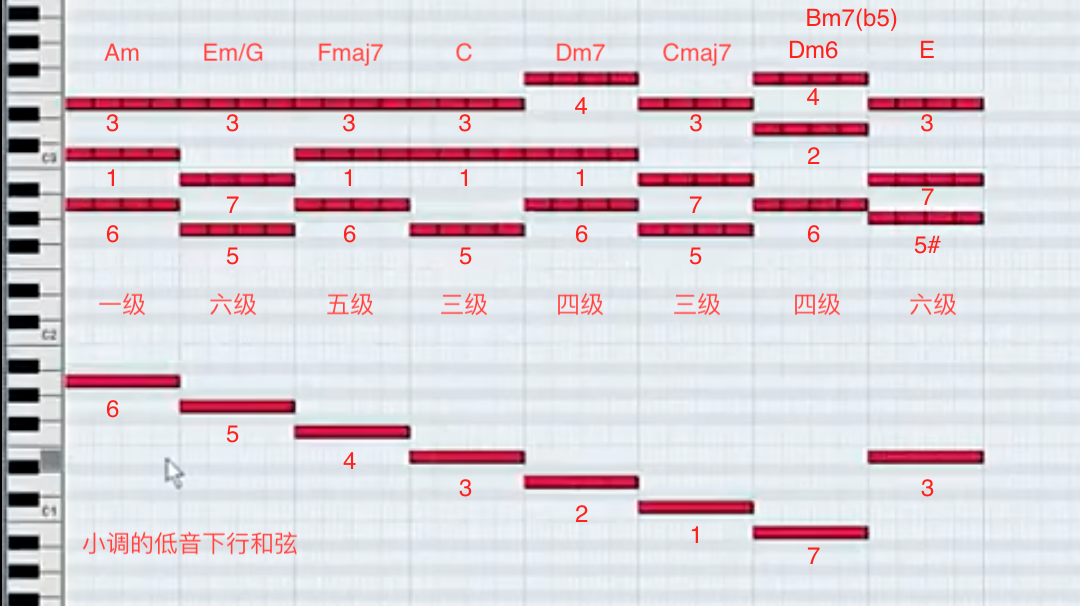 Bm7(b5)
Am Em/G Fmaj7 C Dm7 Cmaj7 Dm6 E
4 4
3 3 3 3 3 3
2
C3
1 1 1 1
7 7 7
6 6 6 6
5 5 5 5#
一级 六级 五级 三级 四级 三级 四级 六级
C2
6
5
4
3 3
C1
2
1
小调的低音下行和弦
7